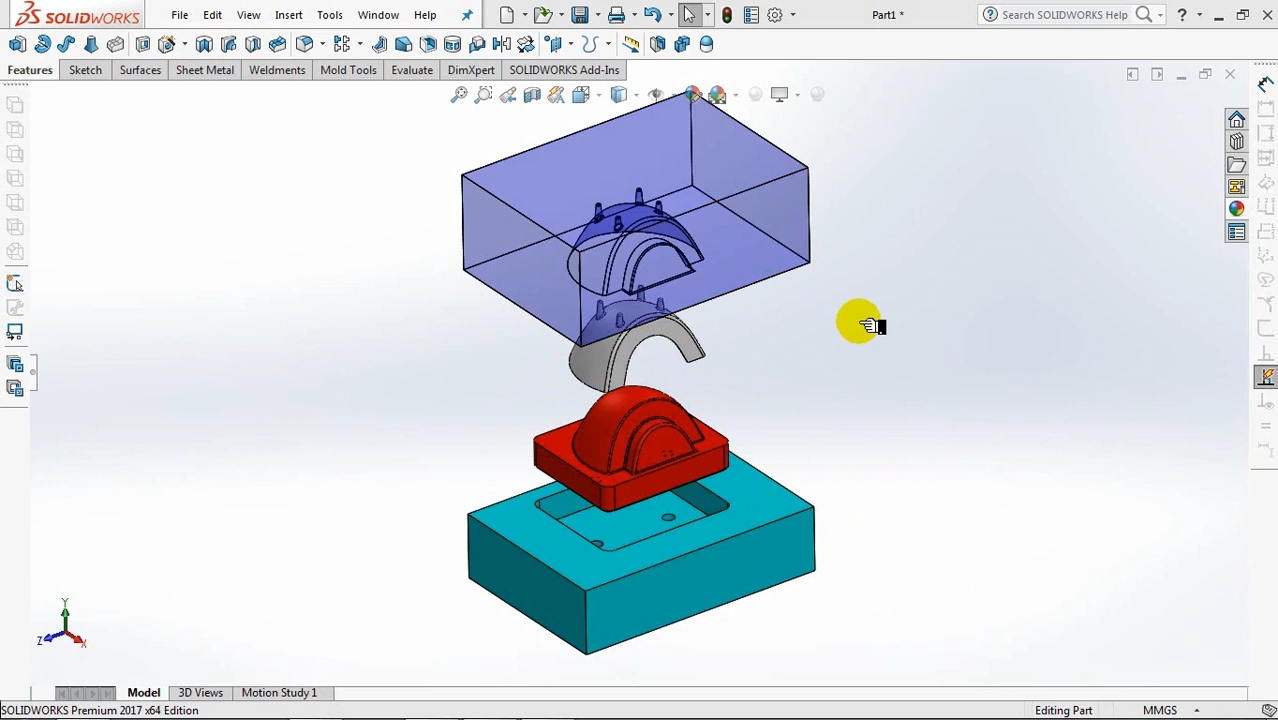 SOLIDWORKS File Edit View Insert Tools Window Help Part1 * Search SOLIDWORKS Help ?
Features Sketch Surfaces Sheet Metal Weldments Mold Tools Evaluate DimXpert SOLIDWORKS Add-Ins
Y
Z
X
Model 3D Views Motion Study 1
SOLIDWORKS Premium 2017 x64 Edition Editing Part MMGS